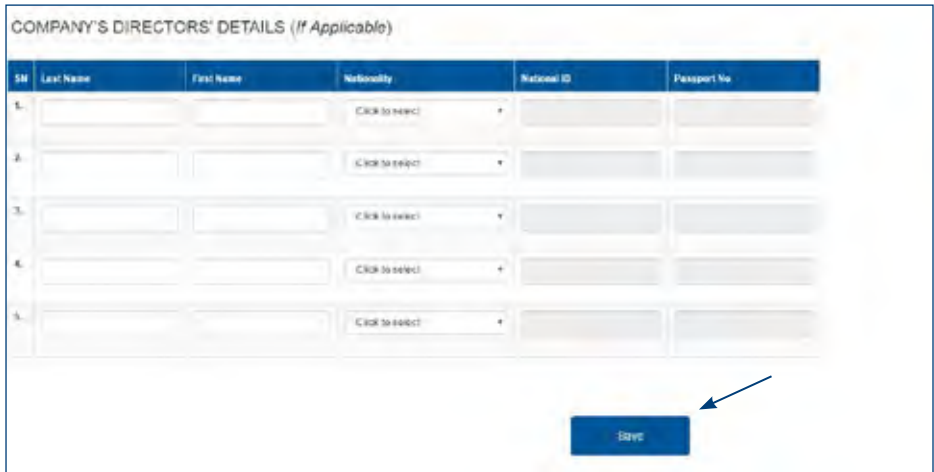 COMPANY'S DIRECTORS' DETAILS (If Applicable)
SN Last Name First Name Nationality National ID Passport No
1. Click to select
2. Click to select
3. Click to select
4. Click to select
5. Click to select
Save